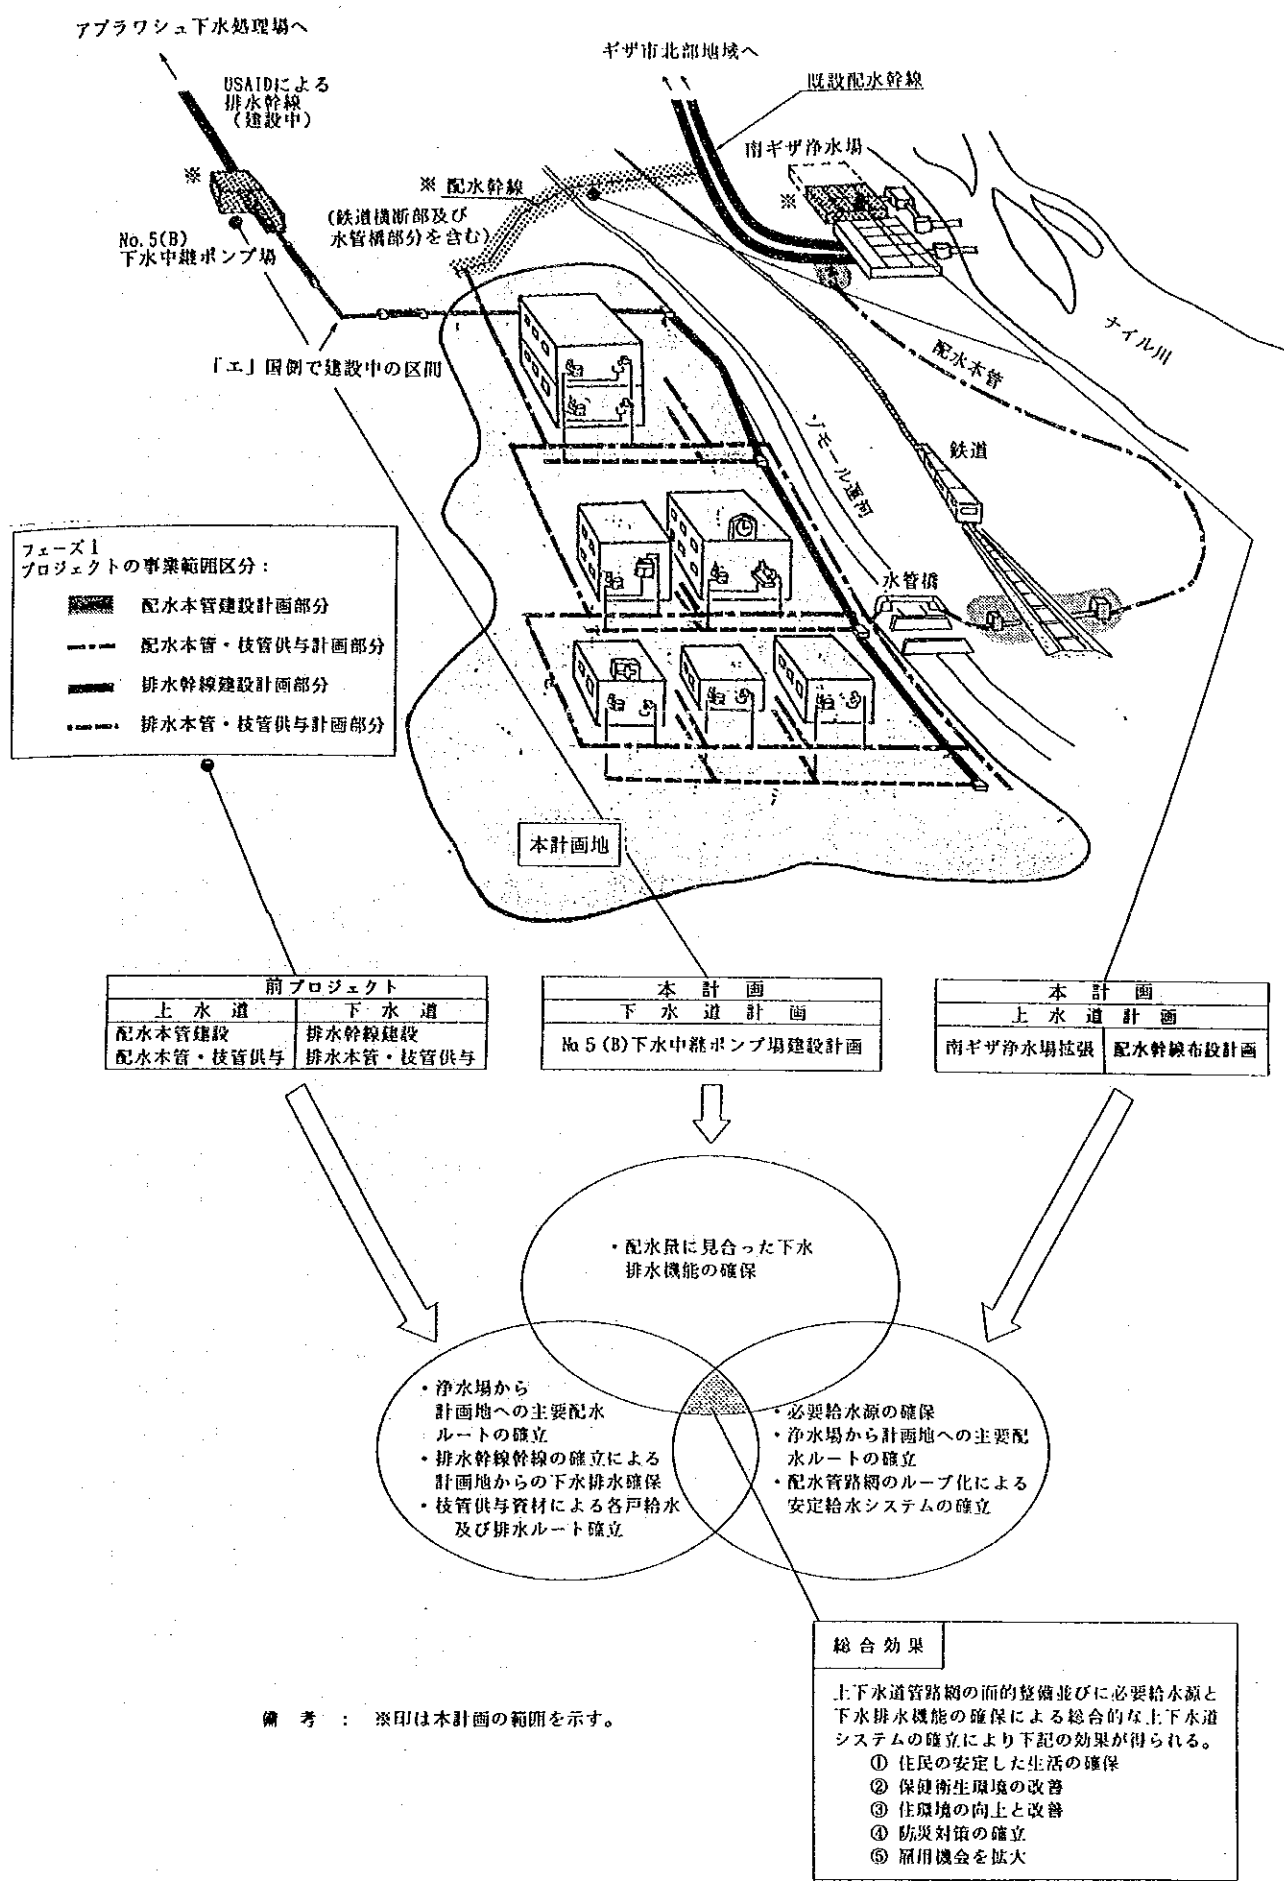 アブラワシュ下水処理場へ
ギザ市北部地域へ
USAIDによる
排水幹線
(建設中)
既設配水幹線
南ギザ浄水場
※
※ 配水幹線
※
(鉄道横断部及び
水管橋部分を含む)
No.5(B)
下水中継ポンプ場
ナイル川
「エ」国側で建設中の区間
配水本管
ゾモール運河
鉄道
フェーズ1
プロジェクトの事業範囲区分:
配水本管建設計画部分
配水本管・枝管供与計画部分
排水幹線建設計画部分
排水本管・枝管供与計画部分
水管橋
本計画地
前プロジェクト
上水道 下水道
配水本管建設 排水幹線建設
配水本管・枝管供与 排水本管・枝管供与
本計画
下水道計画
No.5(B)下水中継ポンプ場建設計画
本計画
上水道計画
南ギザ浄水場拡張 配水幹線布設計画
・配水量に見合った下水
排水機能の確保
・浄水場から
計画地への主要配水
ルートの確立
・排水幹線幹線の確立による
計画地からの下水排水確保
・枝管供与資材による各戸給水
及び排水ルート確立
・必要給水源の確保
・浄水場から計画地への主要配
水ルートの確立
・配水管路網のループ化による
安定給水システムの確立
総合効果
上下水道管路網の面的整備並びに必要給水源と
下水排水機能の確保による総合的な上下水道
システムの確立により下記の効果が得られる。
① 住民の安定した生活の確保
② 保健衛生環境の改善
③ 住環境の向上と改善
④ 防災対策の確立
⑤ 雇用機会を拡大
備考: ※印は本計画の範囲を示す。